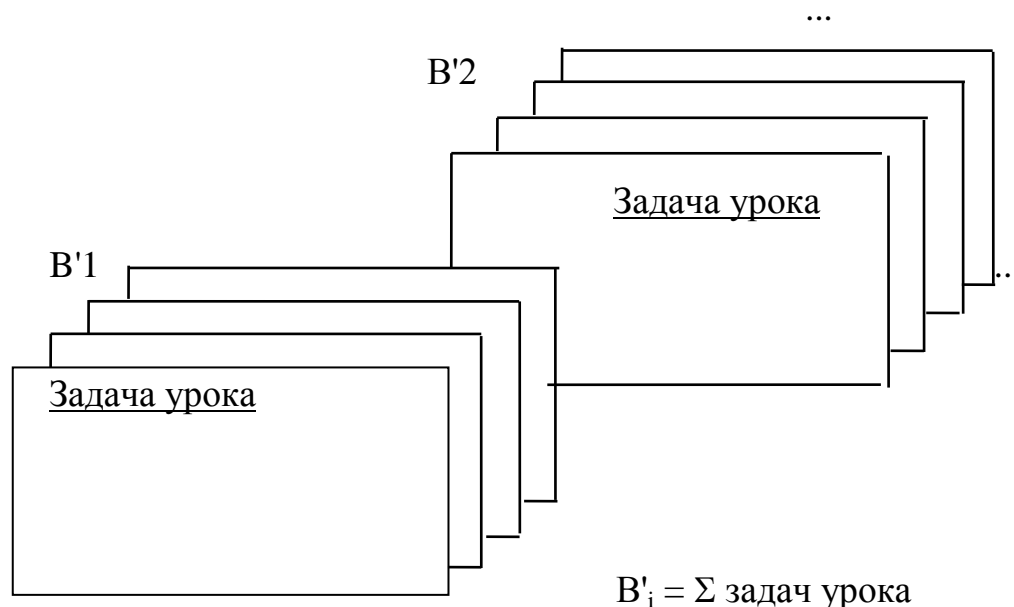 ...
В'2
Задача урока
В'1
..
Задача урока
В'i = Σ задач урока